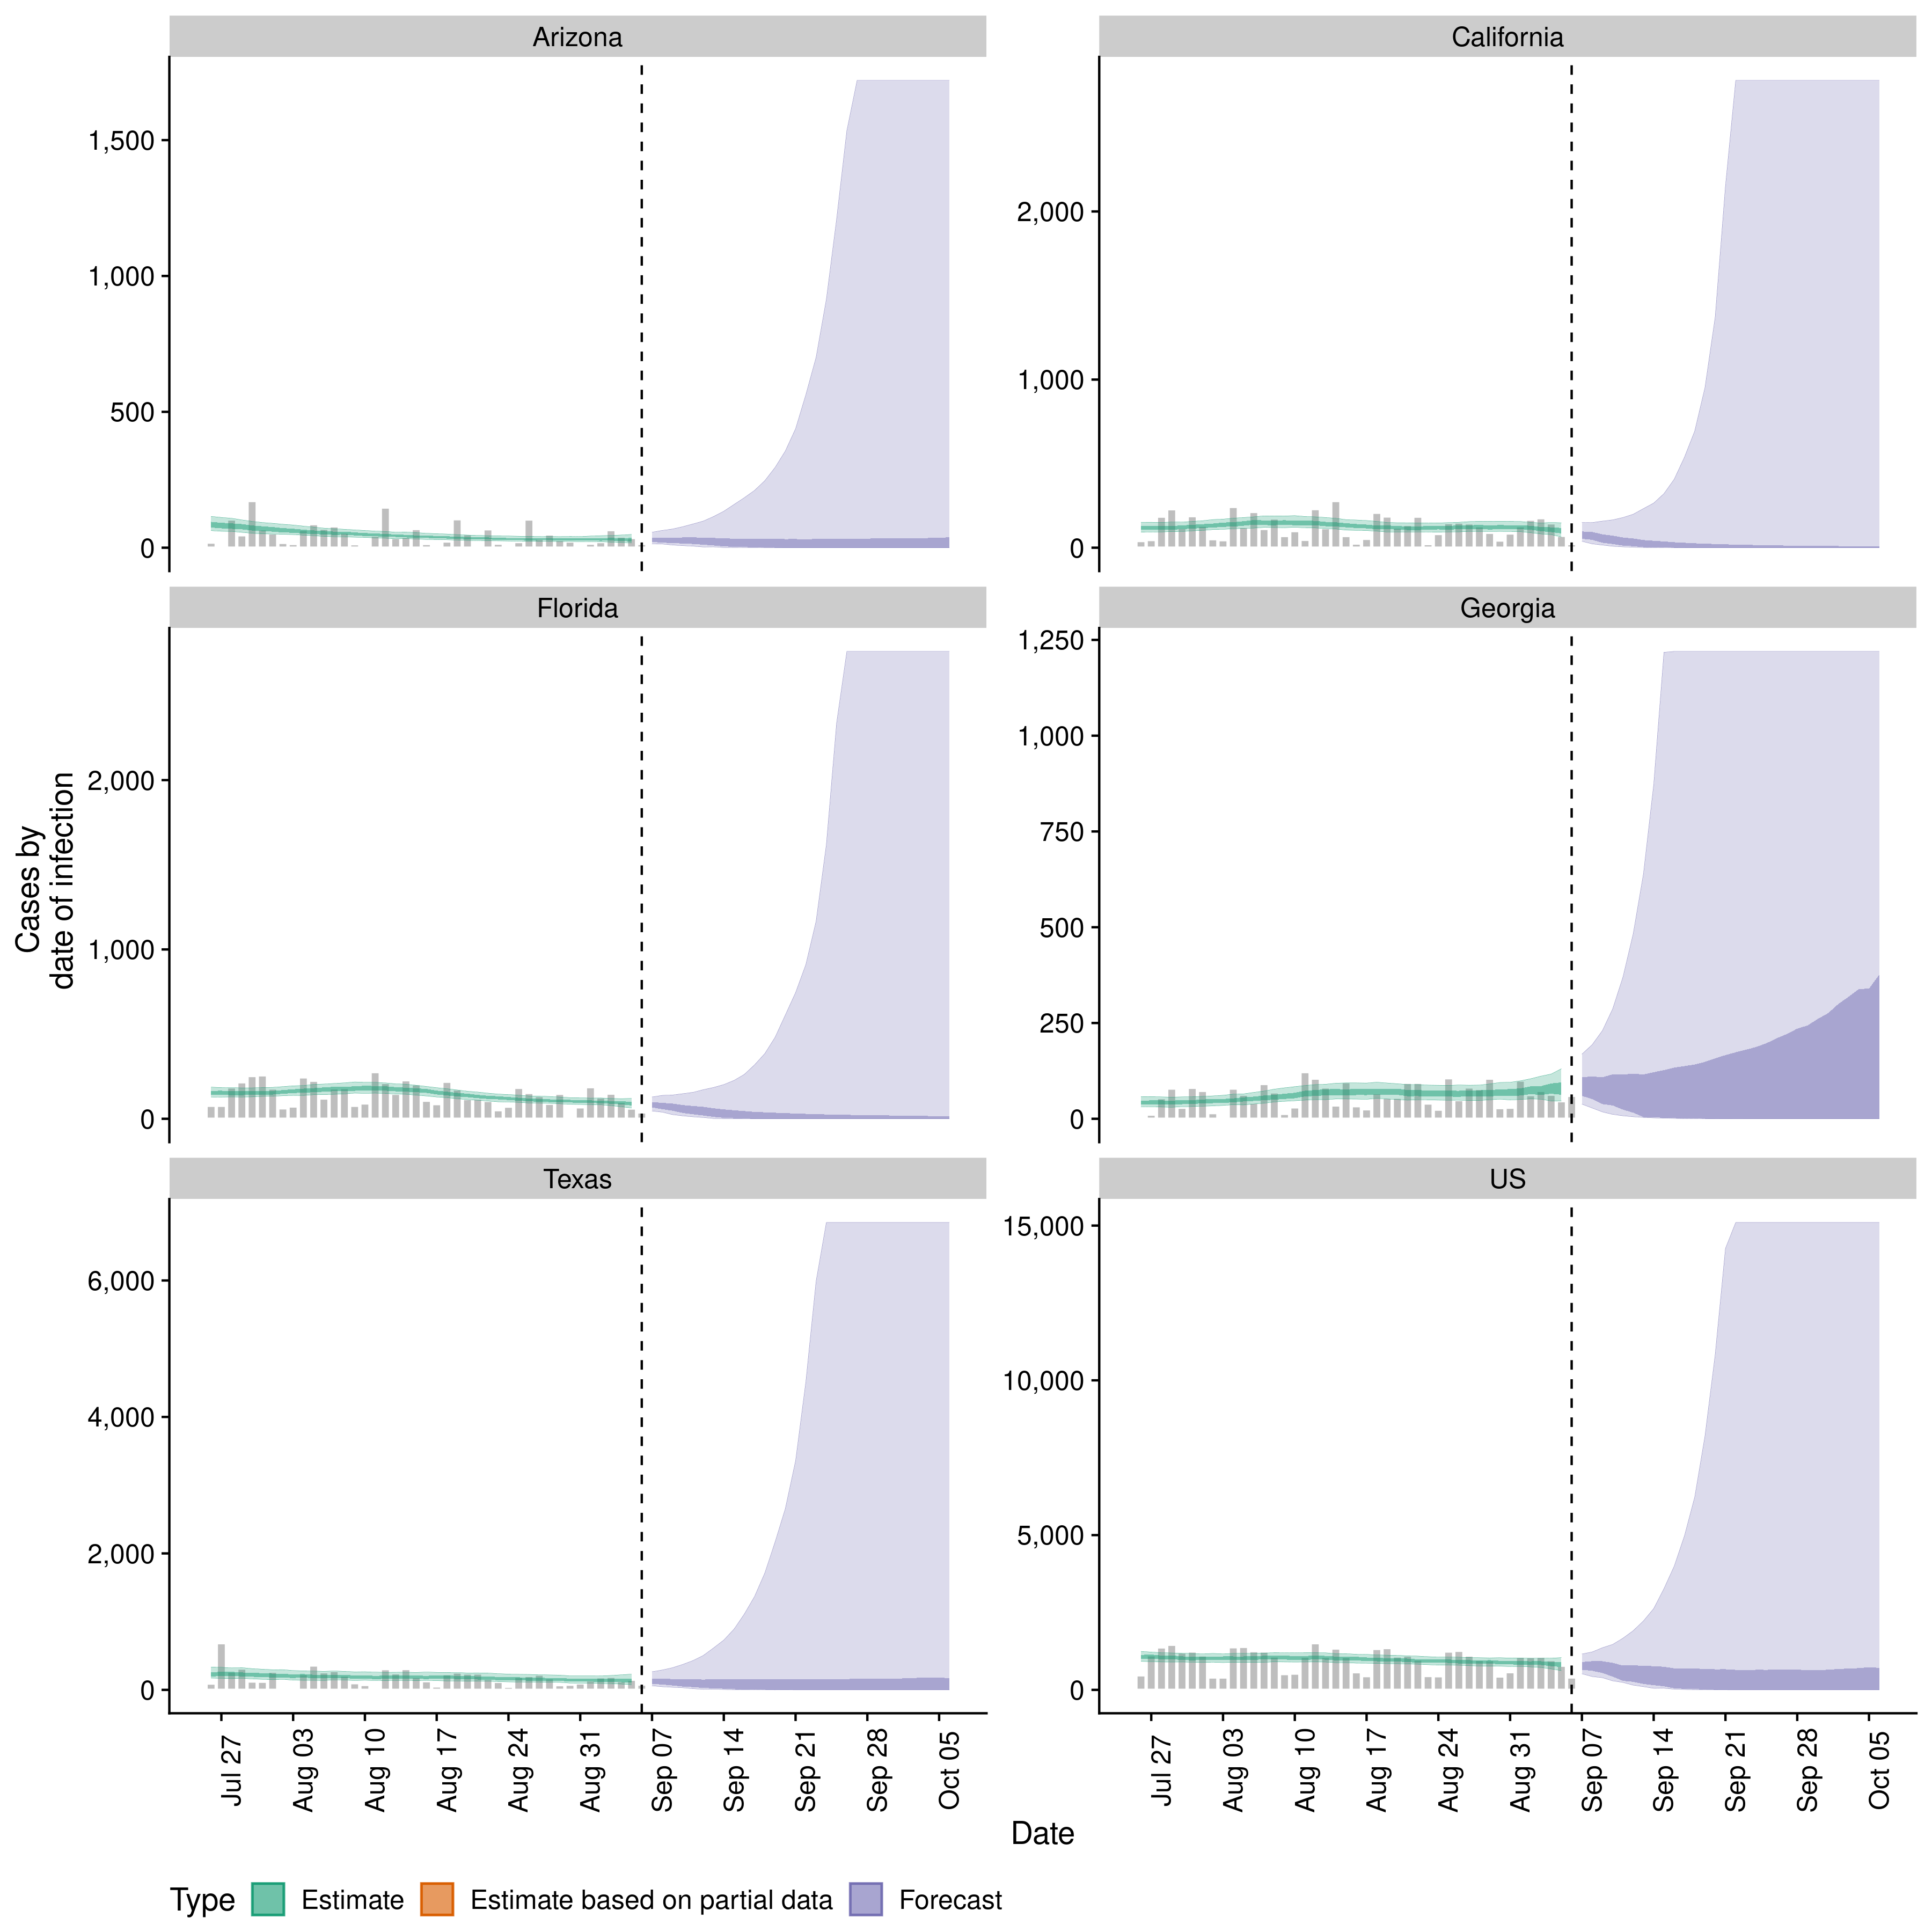 Arizona
California
1,500
1,000
500
0
2,000
1,000
0
Florida
Georgia
2,000
1,000
0
1,250
1,000
750
500
250
0
Cases by
date of infection
Texas
US
6,000
4,000
2,000
0
15,000
10,000
5,000
0
Jul 27
Aug 03
Aug 10
Aug 17
Aug 24
Aug 31
Sep 07
Sep 14
Sep 21
Sep 28
Oct 05
Jul 27
Aug 03
Aug 10
Aug 17
Aug 24
Aug 31
Sep 07
Sep 14
Sep 21
Sep 28
Oct 05
Date
Type Estimate Estimate based on partial data Forecast